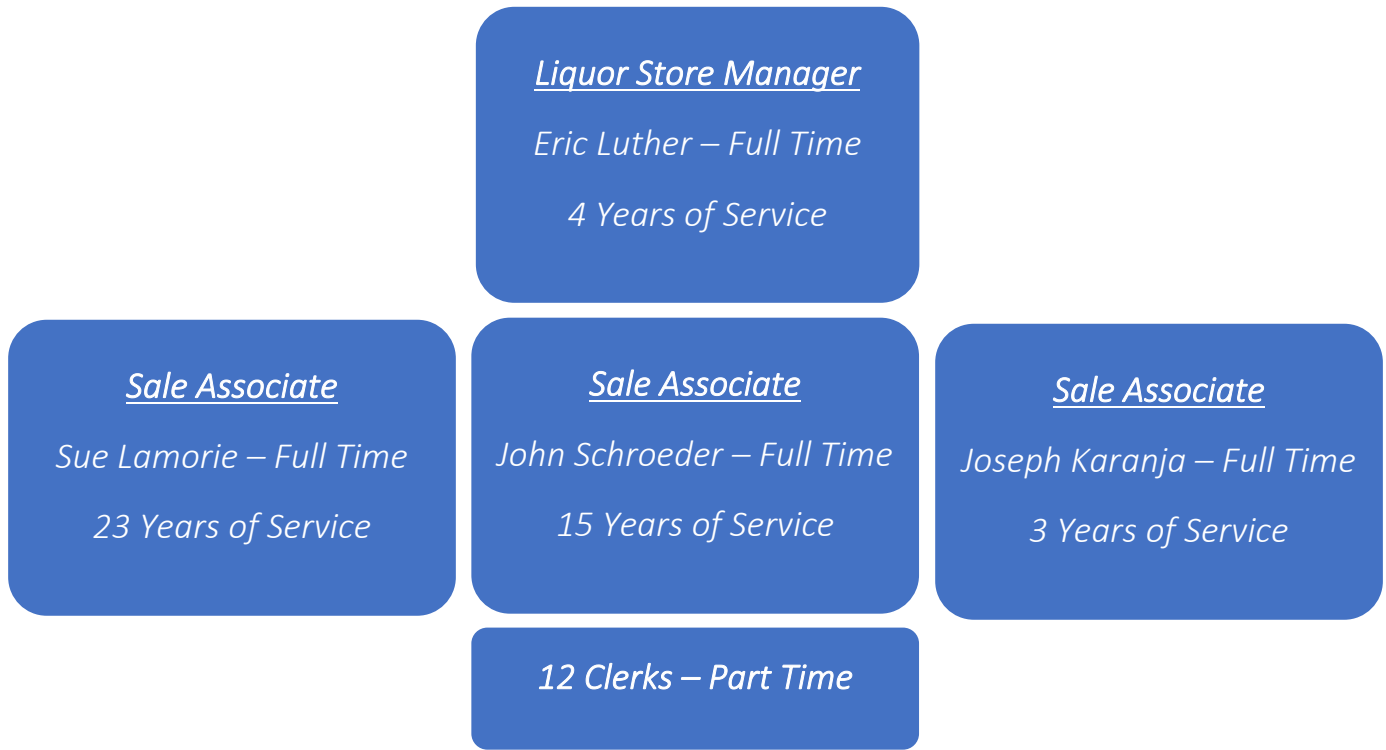 Liquor Store Manager
Eric Luther – Full Time
4 Years of Service
Sale Associate
Sue Lamorie – Full Time
23 Years of Service
Sale Associate
John Schroeder – Full Time
15 Years of Service
Sale Associate
Joseph Karanja – Full Time
3 Years of Service
12 Clerks – Part Time